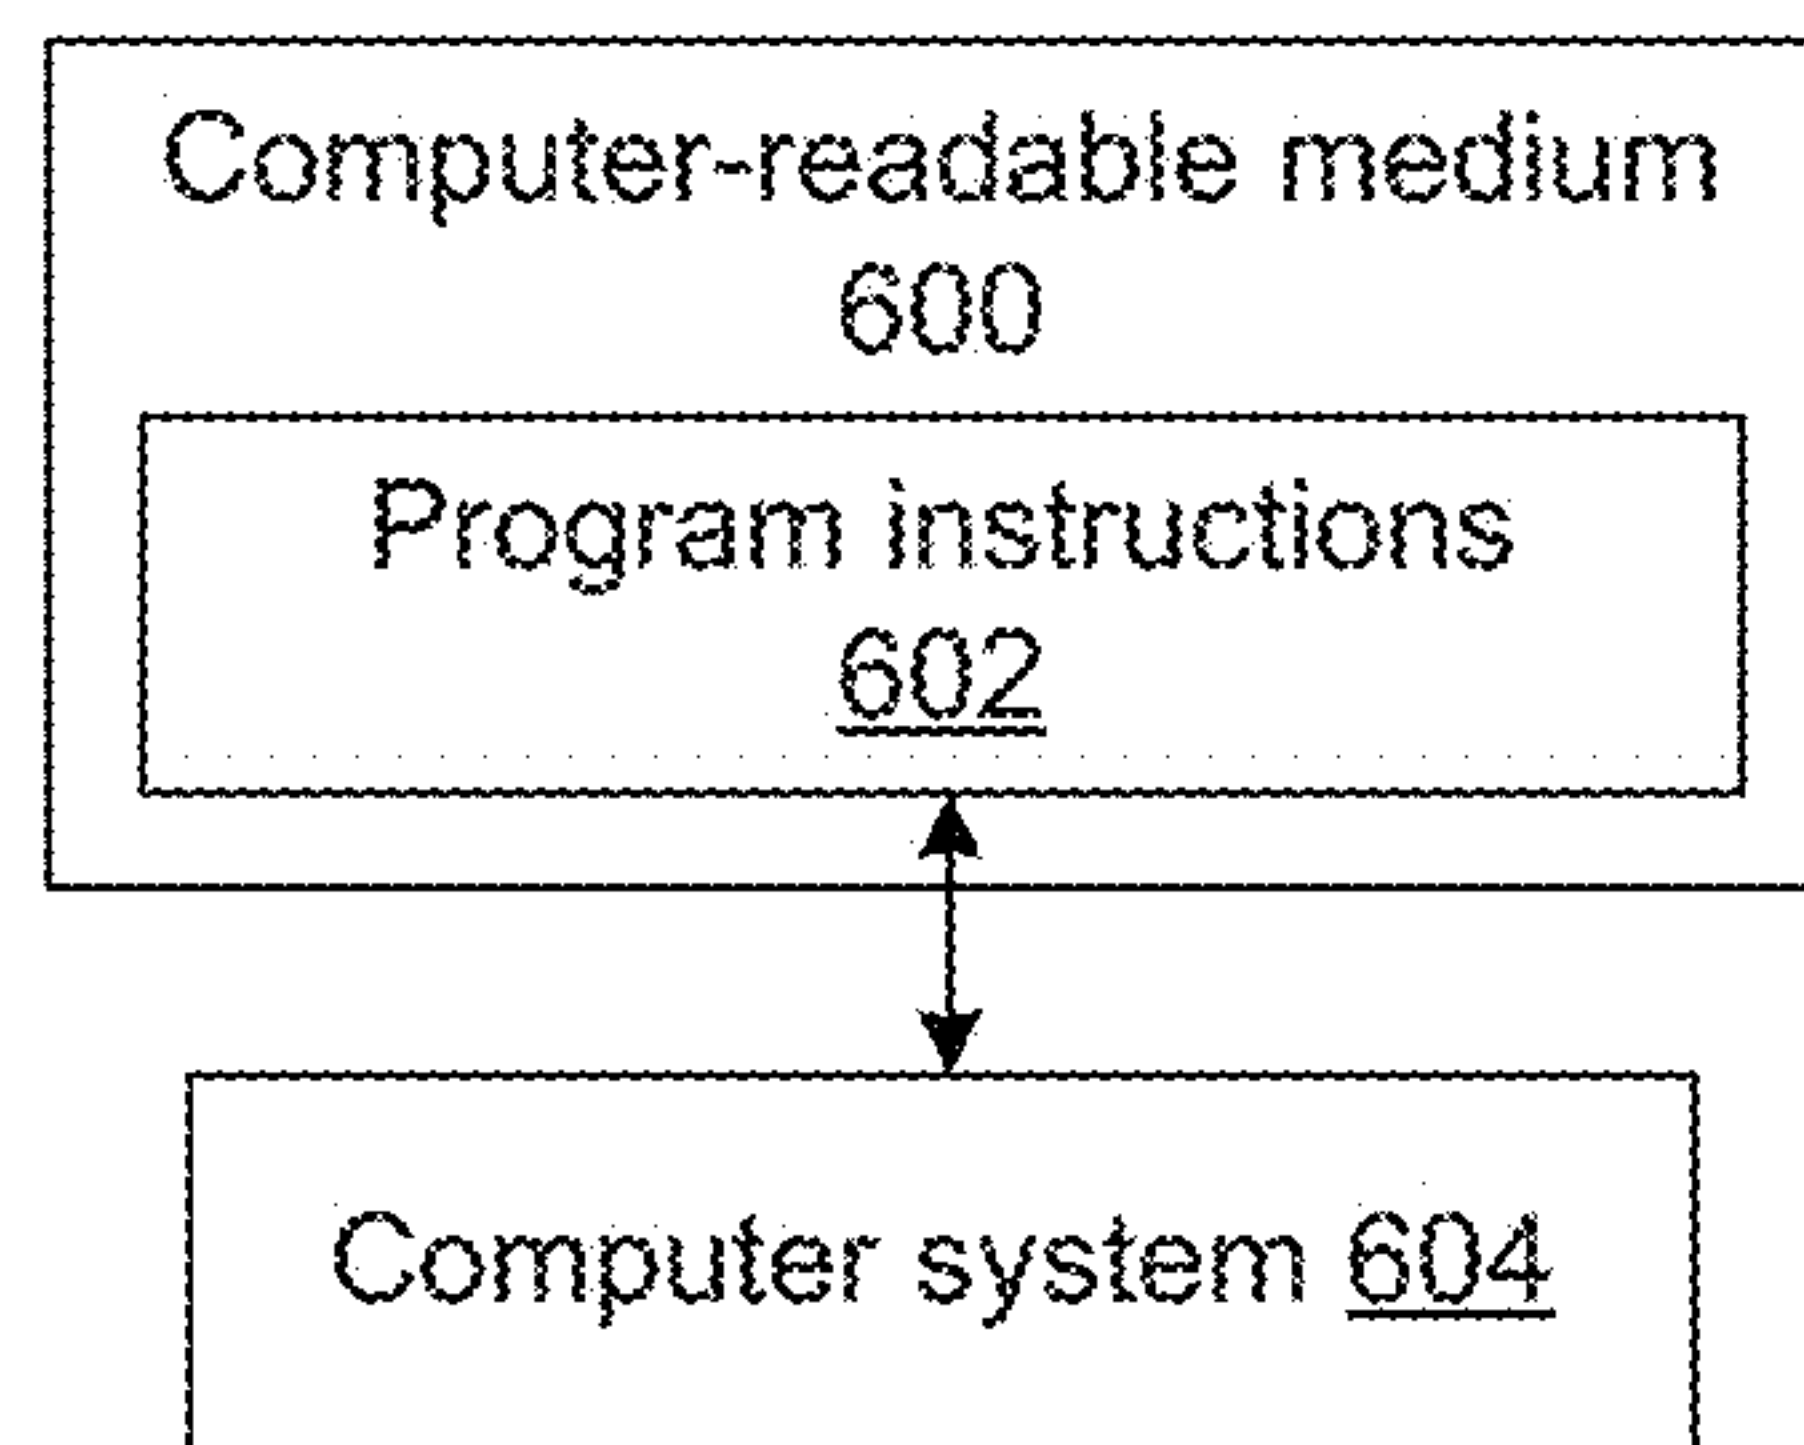 Computer-readable medium
600
Program instructions
602
Computer system 604